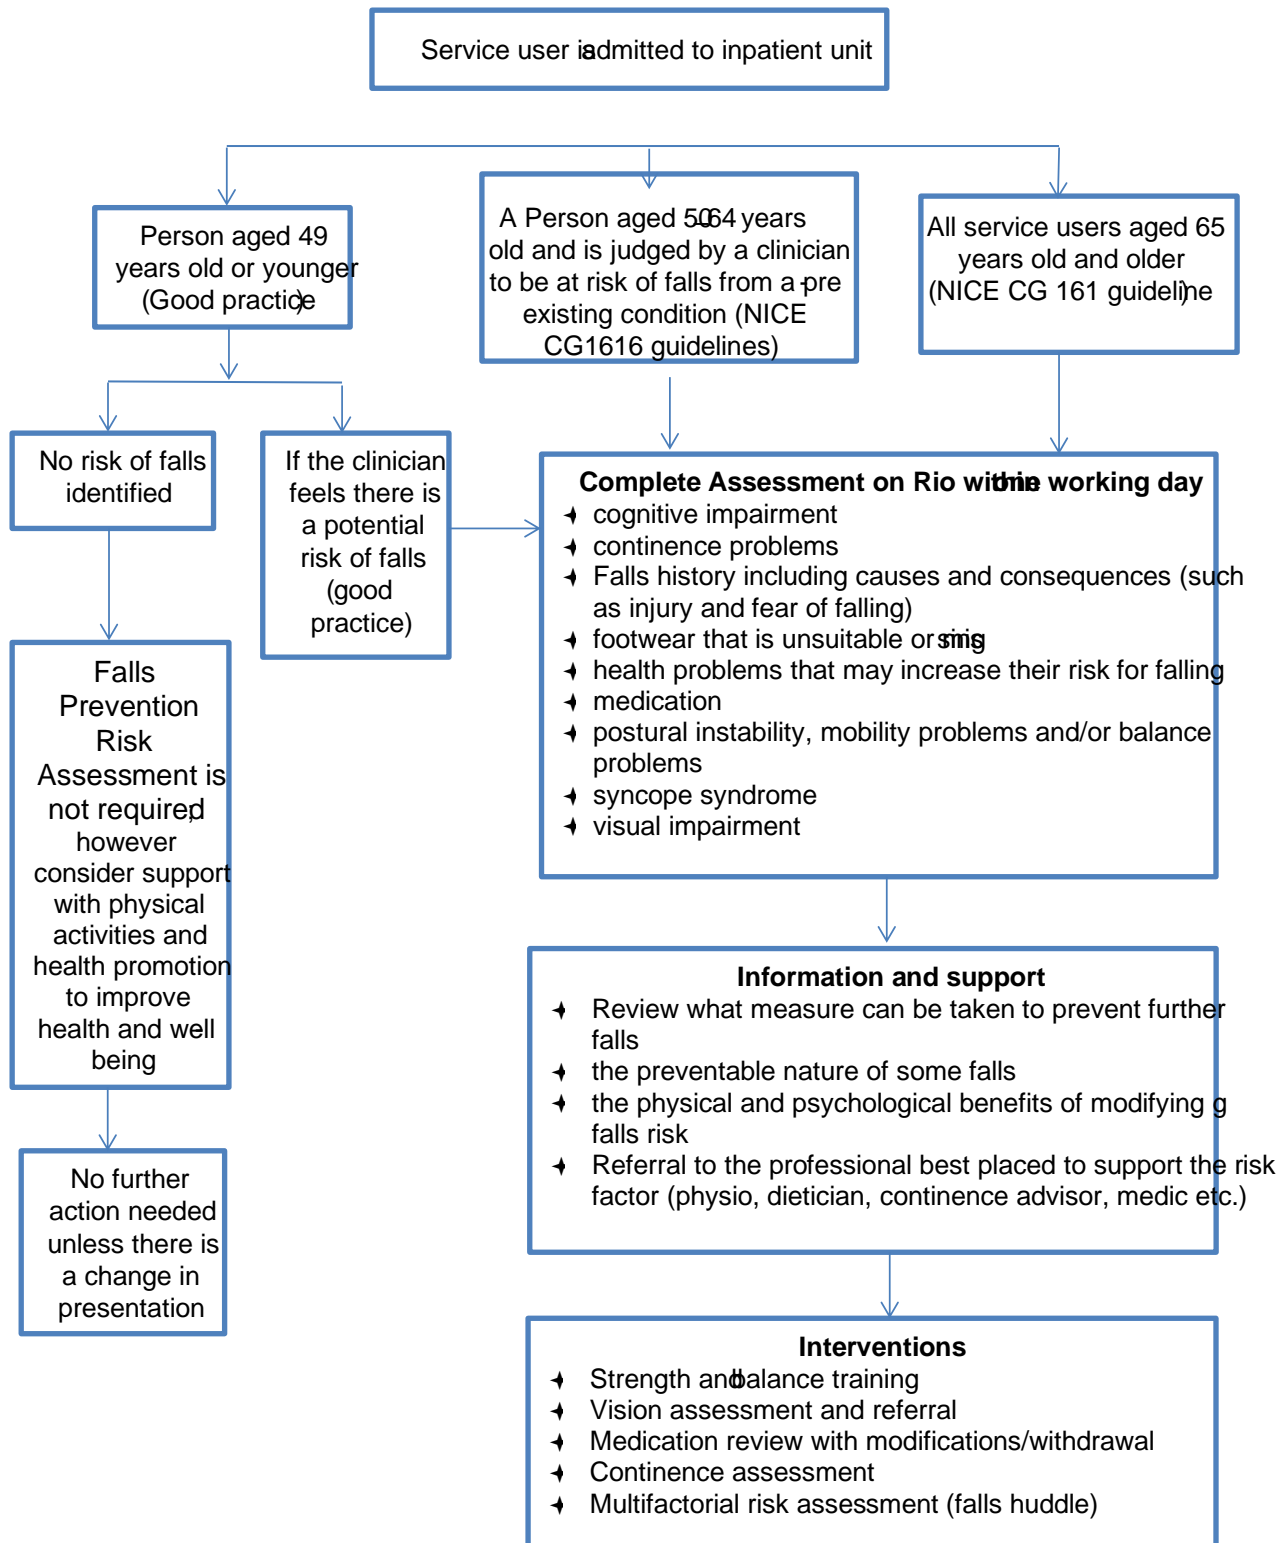 Service user is admitted to inpatient unit
Person aged 49
years old or younger
(Good practice)
A Person aged 50-64 years
old and is judged by a clinician
to be at risk of falls from a pre-
existing condition (NICE
CG1616 guidelines)
All service users aged 65
years old and older
(NICE CG 161 guideline)
No risk of falls
identified
If the clinician
feels there is
a potential
risk of falls
(good
practice)
Complete Assessment on Rio within one working day
cognitive impairment
continence problems
Falls history including causes and consequences (such
as injury and fear of falling)
footwear that is unsuitable or missing
health problems that may increase their risk for falling
medication
postural instability, mobility problems and/or balance
problems
syncope syndrome
visual impairment
Falls
Prevention
Risk
Assessment is
not required,
however
consider support
with physical
activities and
health promotion
to improve
health and well
being
Information and support
Review what measure can be taken to prevent further
falls
the preventable nature of some falls
the physical and psychological benefits of modifying g
falls risk
Referral to the professional best placed to support the risk
factor (physio, dietician, continence advisor, medic etc.)
No further
action needed
unless there is
a change in
presentation
Interventions
Strength and balance training
Vision assessment and referral
Medication review with modifications/withdrawal
Continence assessment
Multifactorial risk assessment (falls huddle)